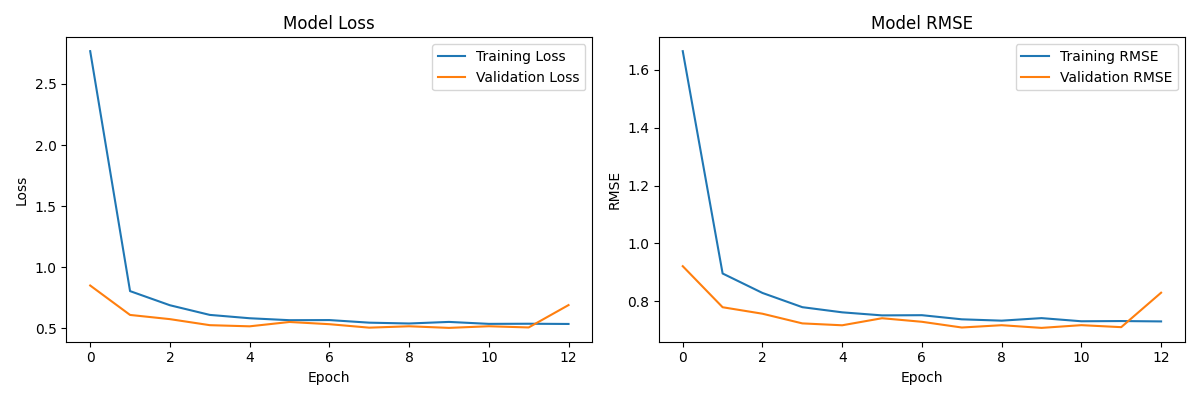 Model Loss
Training Loss
Validation Loss
2.5
2.0
1.5
1.0
0.5
Loss
0 2 4 6 8 10 12
Epoch
Model RMSE
Training RMSE
Validation RMSE
1.6
1.4
1.2
1.0
0.8
RMSE
0 2 4 6 8 10 12
Epoch